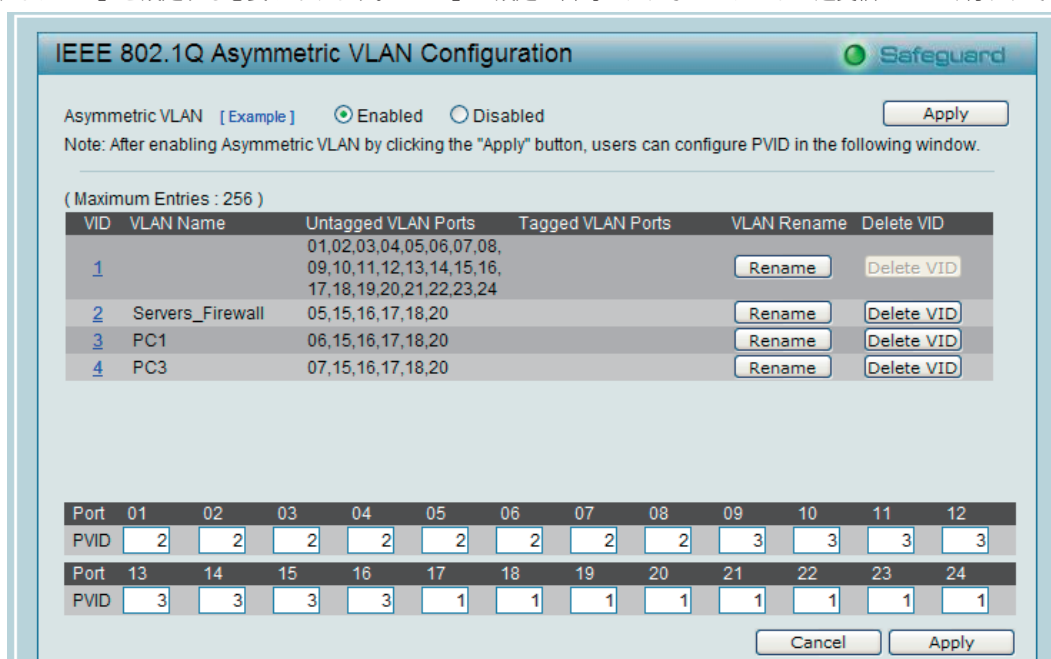 IEEE 802.1Q Asymmetric VLAN Configuration
Safeguard
Asymmetric VLAN [ Example ] Enabled Disabled Apply
Note: After enabling Asymmetric VLAN by clicking the "Apply" button, users can configure PVID in the following window.
( Maximum Entries : 256 )
VID VLAN Name Untagged VLAN Ports Tagged VLAN Ports VLAN Rename Delete VID
01,02,03,04,05,06,07,08,
1 09,10,11,12,13,14,15,16, Rename Delete VID
17,18,19,20,21,22,23,24
2 Servers_Firewall 05,15,16,17,18,20 Rename Delete VID
3 PC1 06,15,16,17,18,20 Rename Delete VID
4 PC3 07,15,16,17,18,20 Rename Delete VID
Port 01 02 03 04 05 06 07 08 09 10 11 12
PVID 2 2 2 2 2 2 2 2 3 3 3 3
Port 13 14 15 16 17 18 19 20 21 22 23 24
PVID 3 3 3 3 1 1 1 1 1 1 1 1
Cancel Apply